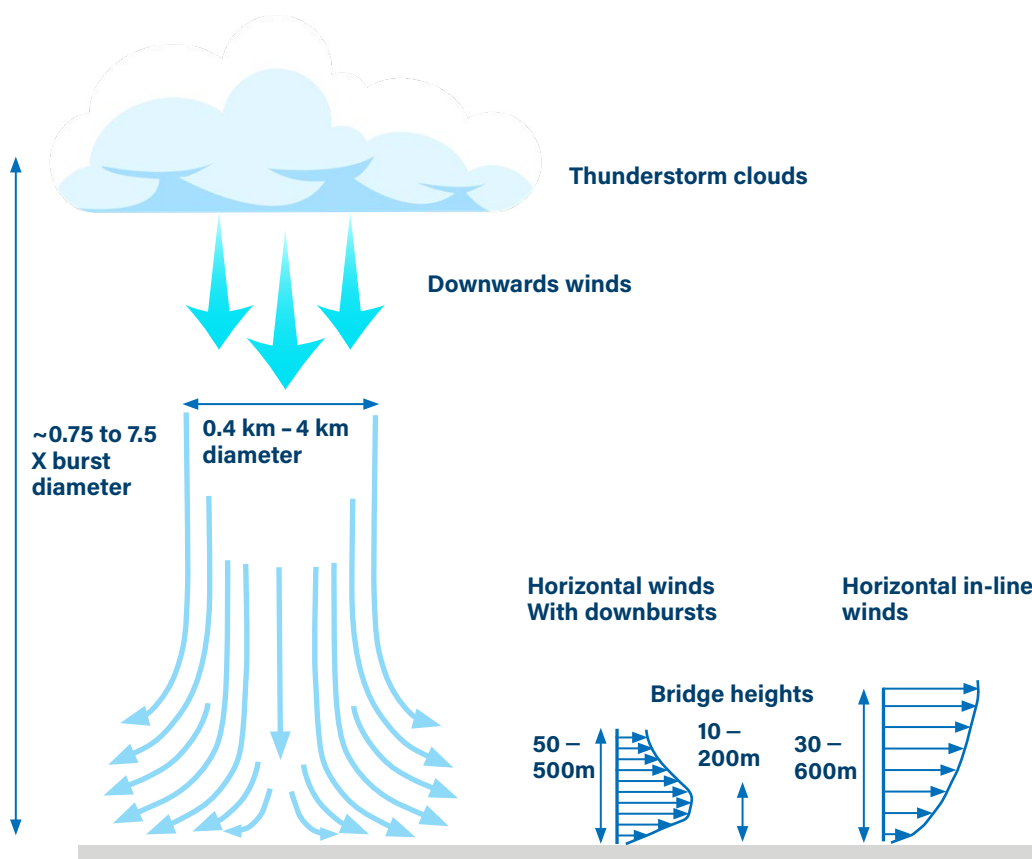 Thunderstorm clouds
Downwards winds
~0.75 to 7.5
X burst
diameter
0.4 km – 4 km
diameter
Horizontal winds
With downbursts
Horizontal in-line
winds
Bridge heights
50 –
500m
10 –
200m
30 –
600m